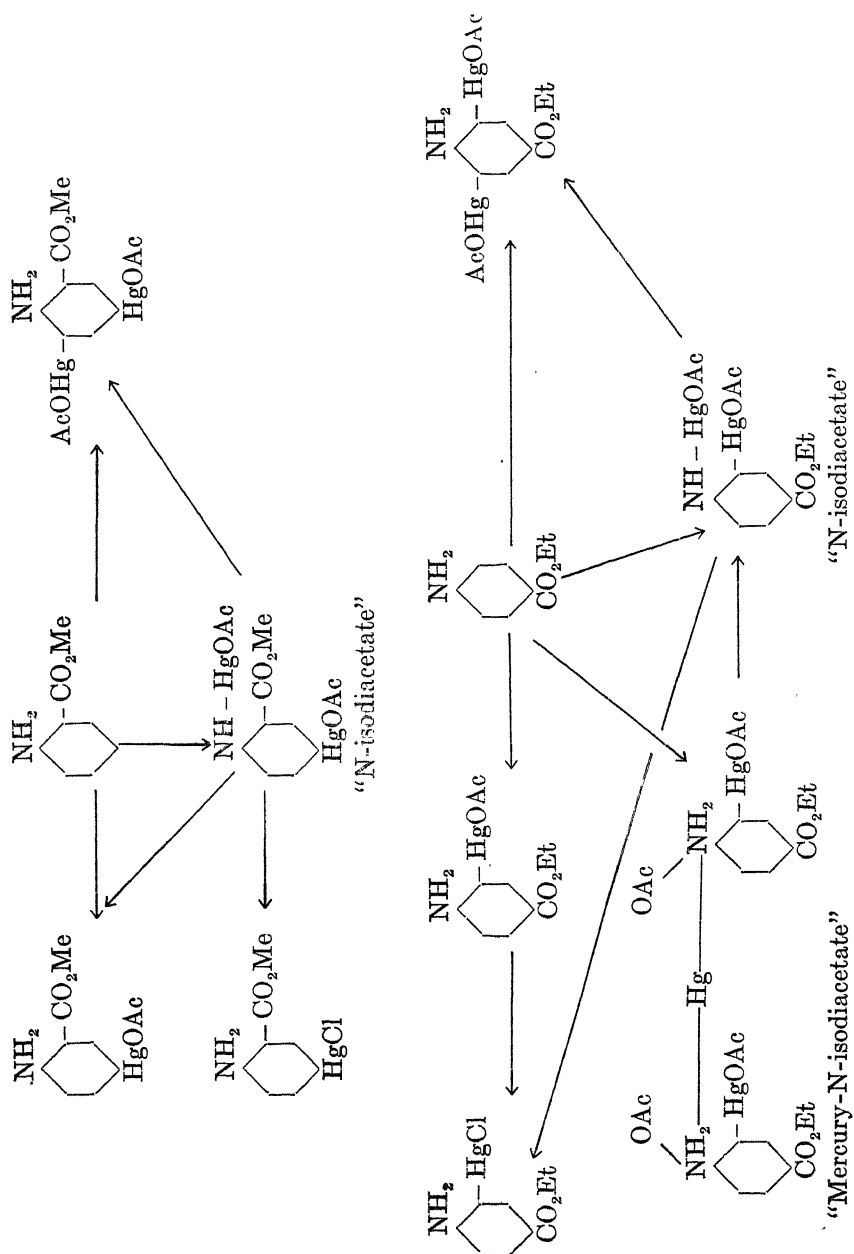 NH₂ NH₂ NH₂
–CO₂Me –CO₂Me AcOHg– –CO₂Me
HgOAc HgOAc
NH₂ NH – HgOAc
–CO₂Me –CO₂Me
HgCl HgOAc
“N-isodiacetate”
NH₂ NH₂ NH₂ NH₂
–HgCl –HgOAc AcOHg– –HgOAc
CO₂Et CO₂Et CO₂Et CO₂Et
OAc OAc
NH₂ Hg NH₂ NH – HgOAc
–HgOAc –HgOAc –HgOAc
CO₂Et CO₂Et CO₂Et
“Mercury-N-isodiacetate” “N-isodiacetate”